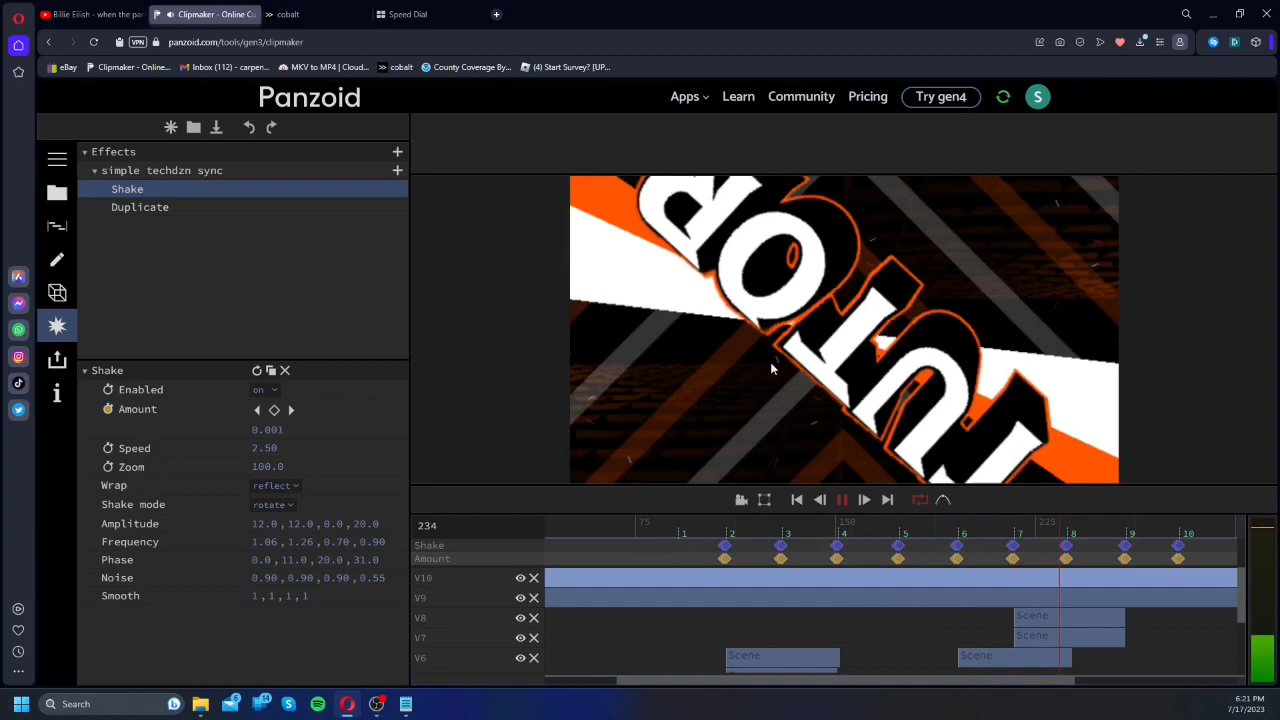 Billie Eilish - when the pa
Clipmaker - Online Cu
cobalt
Speed Dial
VPN
panzoid.com/tools/gen3/clipmaker
eBay
Clipmaker - Online...
Inbox (112) - carpen...
MKV to MP4 | Cloud...
cobalt
County Coverage By...
(4) Start Survey? [UP...
Panzoid
Apps
Learn
Community
Pricing
Try gen4
S
Effects
simple techdzn sync
Shake
Duplicate
Shake
Enabled
on
Amount
0.001
Speed
2.50
Zoom
100.0
Wrap
reflect
Shake mode
rotate
Amplitude
12.0 , 12.0 , 0.0 , 20.0
Frequency
1.06 , 1.26 , 0.70 , 0.90
Phase
0.0 , 11.0 , 20.0 , 31.0
Noise
0.90 , 0.90 , 0.90 , 0.55
Smooth
1 , 1 , 1 , 1
TUTOR
234
75
150
225
1 2 3 4 5 6 7 8 9 10
Shake
Amount
V10
V9
V8
Scene
V7
Scene
V6
Scene
Scene
Search
6
14
6:21 PM
7/17/2023